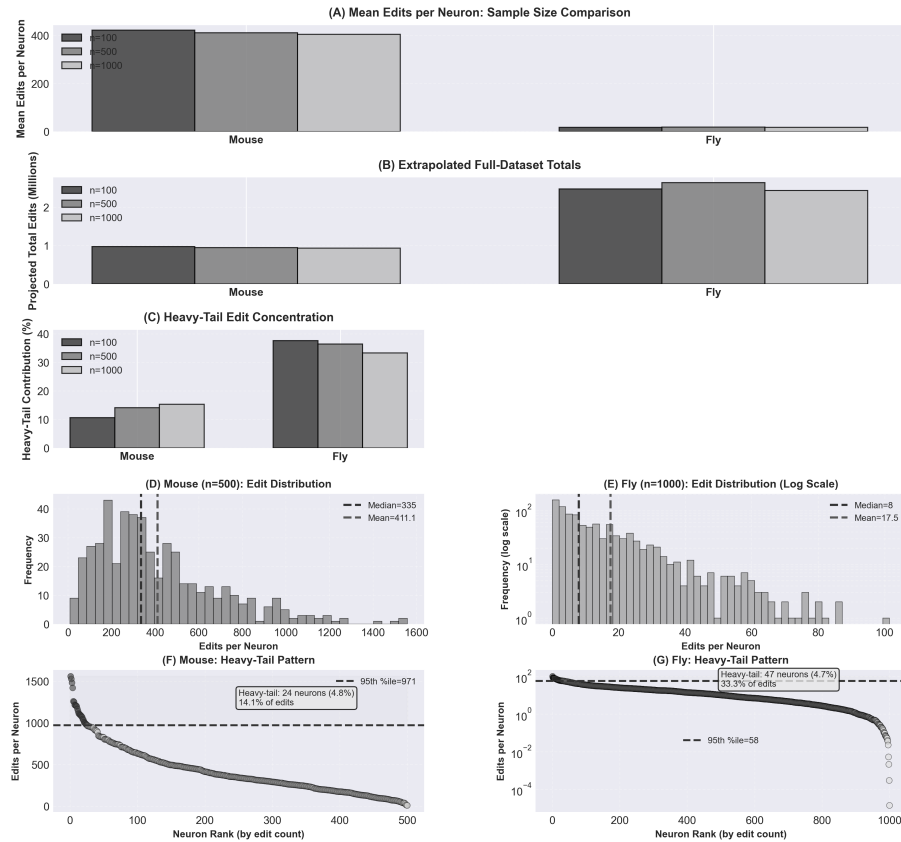 (A) Mean Edits per Neuron: Sample Size Comparison
Mean Edits per Neuron
400
200
0
n=100
n=500
n=1000
Mouse
Fly
(B) Extrapolated Full-Dataset Totals
Projected Total Edits (Millions)
2
1
0
n=100
n=500
n=1000
Mouse
Fly
(C) Heavy-Tail Edit Concentration
Heavy-Tail Contribution (%)
40
30
20
10
0
n=100
n=500
n=1000
Mouse
Fly
(D) Mouse (n=500): Edit Distribution
Frequency
40
30
20
10
0
Median=335
Mean=411.1
0 200 400 600 800 1000 1200 1400 1600
Edits per Neuron
(E) Fly (n=1000): Edit Distribution (Log Scale)
Frequency (log scale)
10²
10¹
10⁰
Median=8
Mean=17.5
0 20 40 60 80 100
Edits per Neuron
(F) Mouse: Heavy-Tail Pattern
Edits per Neuron
1500
1000
500
0
95th %ile=971
Heavy-tail: 24 neurons (4.8%)
14.1% of edits
0 100 200 300 400 500
Neuron Rank (by edit count)
(G) Fly: Heavy-Tail Pattern
Edits per Neuron
10²
10⁰
10⁻²
10⁻⁴
Heavy-tail: 47 neurons (4.7%)
33.3% of edits
95th %ile=58
0 200 400 600 800 1000
Neuron Rank (by edit count)